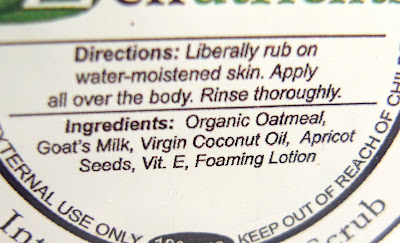 Directions: Liberally rub on
water-moistened skin. Apply
all over the body. Rinse thoroughly.
Ingredients: Organic Oatmeal,
Goat's Milk, Virgin Coconut Oil, Apricot
Seeds, Vit. E, Foaming Lotion
EXTERNAL USE ONLY
KEEP OUT OF REACH OF CHILD
Scrub